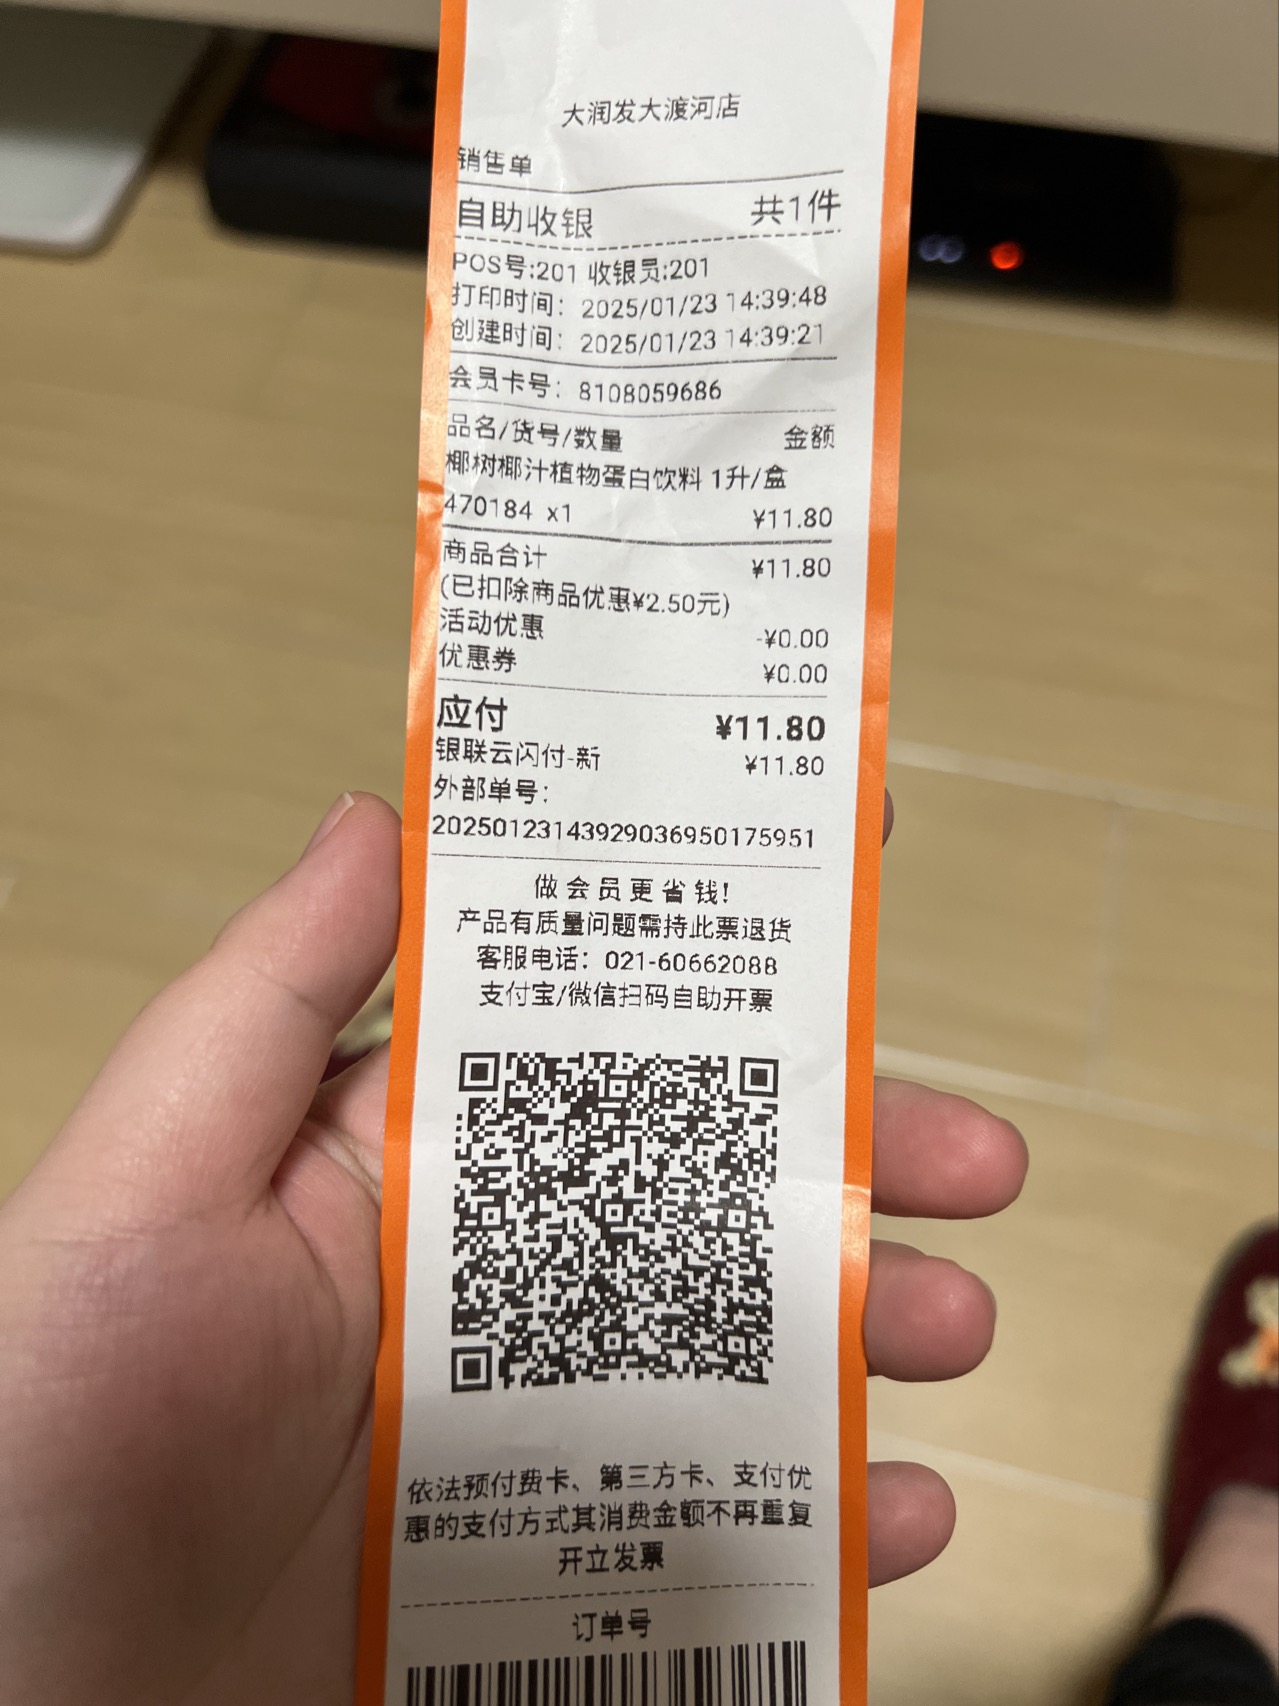 大润发大渡河店
销售单
自助收银 共1件
POS号:201 收银员:201
打印时间： 2025/01/23 14:39:48
创建时间： 2025/01/23 14:39:21
会员卡号： 8108059686
品名/货号/数量 金额
椰树椰汁植物蛋白饮料 1升/盒
470184 x1 ¥11.80
商品合计 ¥11.80
(已扣除商品优惠¥2.50元)
活动优惠 -¥0.00
优惠券 ¥0.00
应付 ¥11.80
银联云闪付-新 ¥11.80
外部单号：
20250123143929036950175951
做会员更省钱!
产品有质量问题需持此票退货
客服电话：021-60662088
支付宝/微信扫码自助开票
依法预付费卡、第三方卡、支付优
惠的支付方式其消费金额不再重复
开立发票
订单号